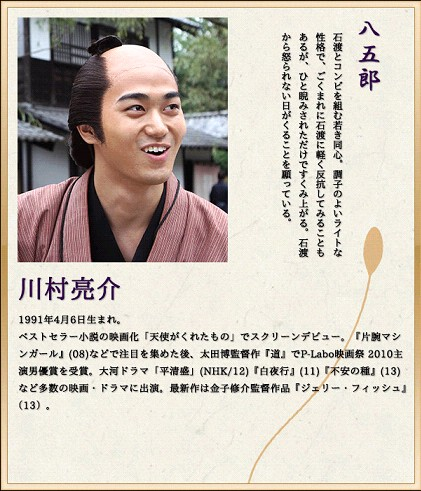 八五郎
石渡とコンビを組む若き同心。調子のよいライトな
性格で、ごくまれに石渡に軽く反抗してみることも
あるが、ひと睨みされただけですくみ上がる。石渡
から怒られない日がくることを願っている。
川村亮介
1991年4月6日生まれ。
ベストセラー小説の映画化「天使がくれたもの」でスクリーンデビュー。『片腕マシ
ンガール』(08)などで注目を集めた後、太田博監督作『道』でP-Labo映画祭 2010主
演男優賞を受賞。大河ドラマ「平清盛」(NHK/12)『白夜行』(11)『不安の種』(13)
など多数の映画・ドラマに出演。最新作は金子修介監督作品『ジェリー・フィッシュ』
(13）。